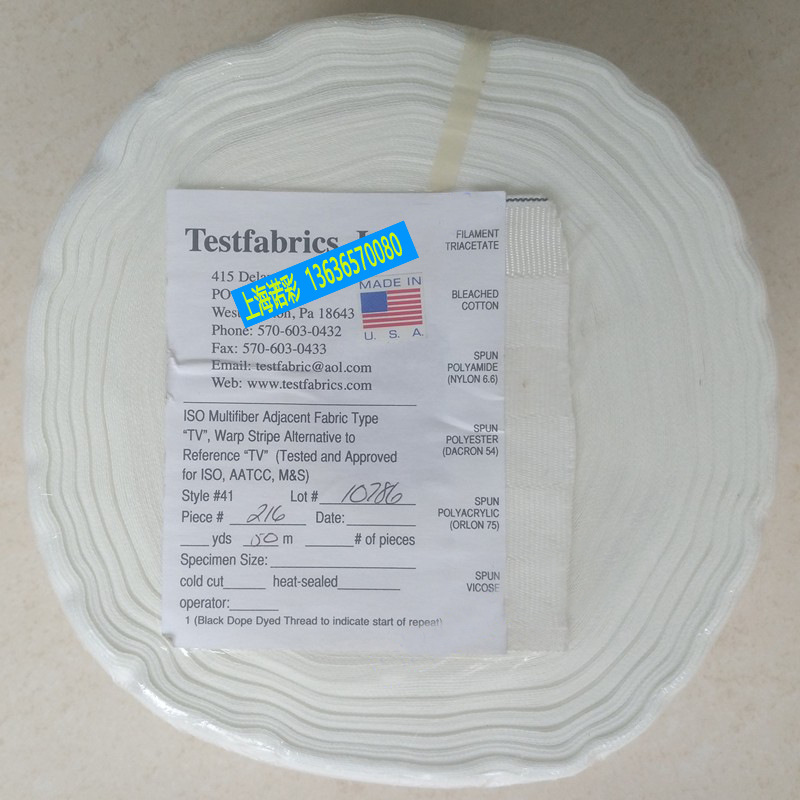 Testfabrics, I
415 Dela
PO
上海诺彩 13636570080
Wes on, Pa 18643
Phone: 570-603-0432
Fax: 570-603-0433
Email: testfabric@aol.com
Web: www.testfabrics.com
MADE IN
U. S. A.
ISO Multifiber Adjacent Fabric Type
“TV”, Warp Stripe Alternative to
Reference “TV” (Tested and Approved
for ISO, AATCC, M&S)
Style #41 Lot # 10786
Piece # 216 Date:
yds 150 m # of pieces
Specimen Size:
cold cut heat-sealed
operator:
1 (Black Dope Dyed Thread to indicate start of repeat)
FILAMENT
TRIACETATE
BLEACHED
COTTON
SPUN
POLYAMIDE
(NYLON 6.6)
SPUN
POLYESTER
(DACRON 54)
SPUN
POLYACRYLIC
(ORLON 75)
SPUN
VISCOSE